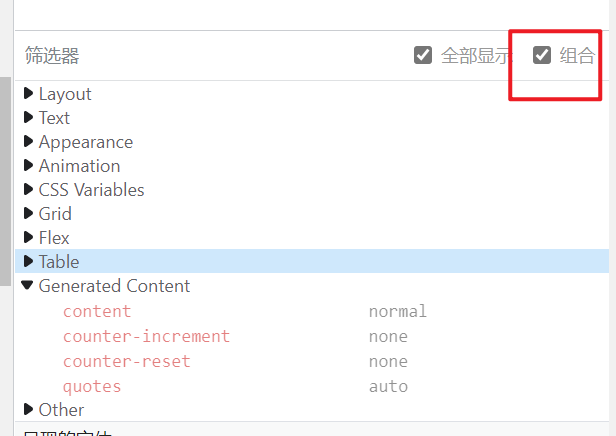 筛选器 全部显示 组合
Layout
Text
Appearance
Animation
CSS Variables
Grid
Flex
Table
Generated Content
content normal
counter-increment none
counter-reset none
quotes auto
Other